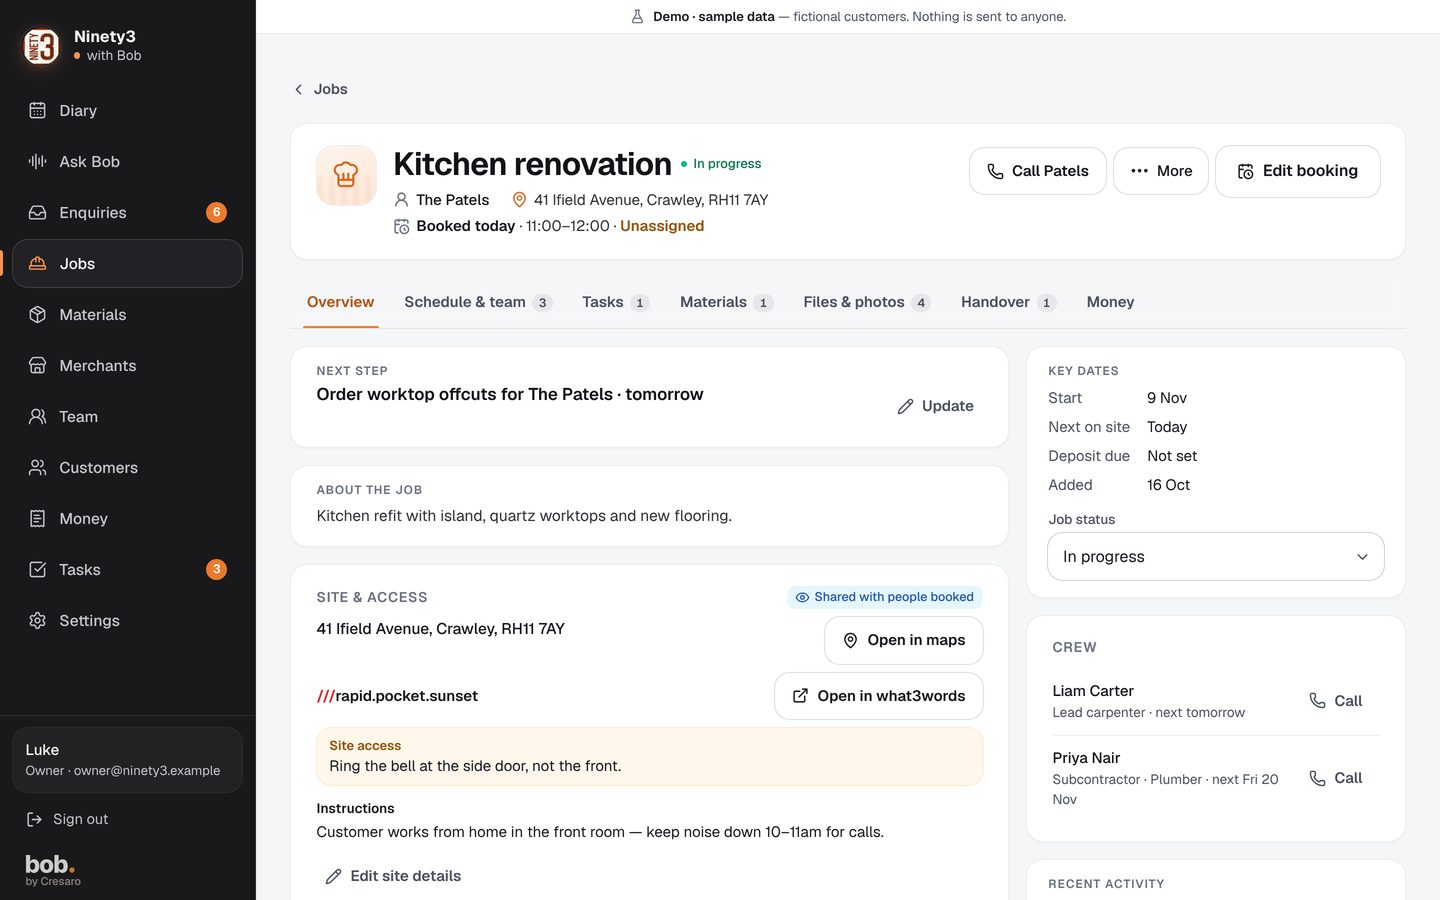 Demo · sample data — fictional customers. Nothing is sent to anyone.
NINETY 3
Ninety3
with Bob
Diary
Ask Bob
Enquiries 6
Jobs
Materials
Merchants
Team
Customers
Money
Tasks 3
Settings
Luke
Owner · owner@ninety3.example
Sign out
bob.
by Cresaro
Jobs
Kitchen renovation
In progress
The Patels
41 Ifield Avenue, Crawley, RH11 7AY
Booked today · 11:00–12:00 · Unassigned
Call Patels
More
Edit booking
Overview
Schedule & team 3
Tasks 1
Materials 1
Files & photos 4
Handover 1
Money
NEXT STEP
Order worktop offcuts for The Patels · tomorrow
Update
ABOUT THE JOB
Kitchen refit with island, quartz worktops and new flooring.
SITE & ACCESS
Shared with people booked
41 Ifield Avenue, Crawley, RH11 7AY
Open in maps
///rapid.pocket.sunset
Open in what3words
Site access
Ring the bell at the side door, not the front.
Instructions
Customer works from home in the front room — keep noise down 10–11am for calls.
Edit site details
KEY DATES
Start 9 Nov
Next on site Today
Deposit due Not set
Added 16 Oct
Job status
In progress
CREW
Liam Carter
Lead carpenter · next tomorrow
Call
Priya Nair
Subcontractor · Plumber · next Fri 20
Nov
Call
RECENT ACTIVITY